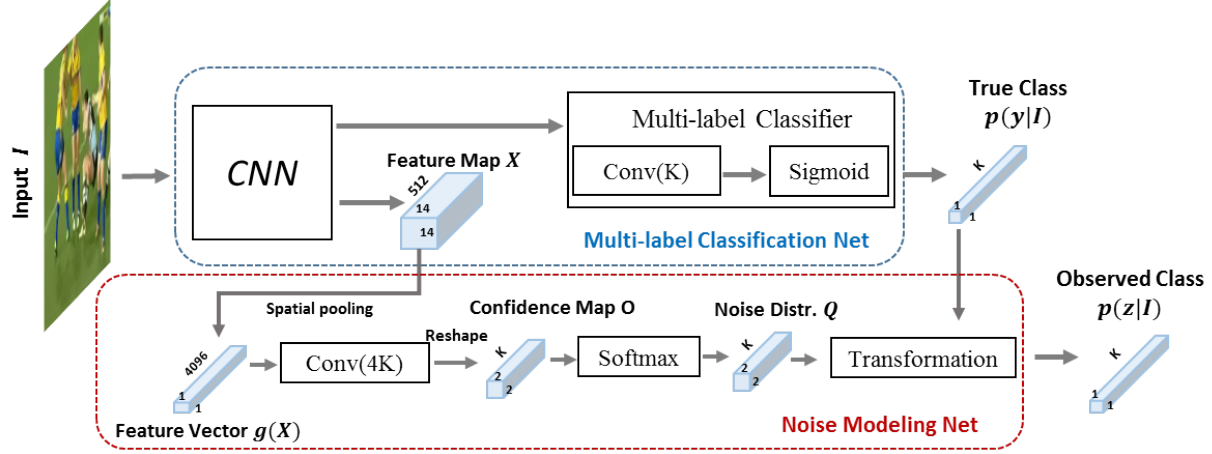 Input I
CNN
Feature Map X
512
14
14
Multi-label Classifier
Conv(K)
Sigmoid
Multi-label Classification Net
True Class
p(y|I)
K
1
1
Spatial pooling
4096
1
1
Feature Vector g(X)
Conv(4K)
Reshape
Confidence Map O
K
2
2
Softmax
Noise Distr. Q
K
2
2
Transformation
Noise Modeling Net
Observed Class
p(z|I)
K
1
1